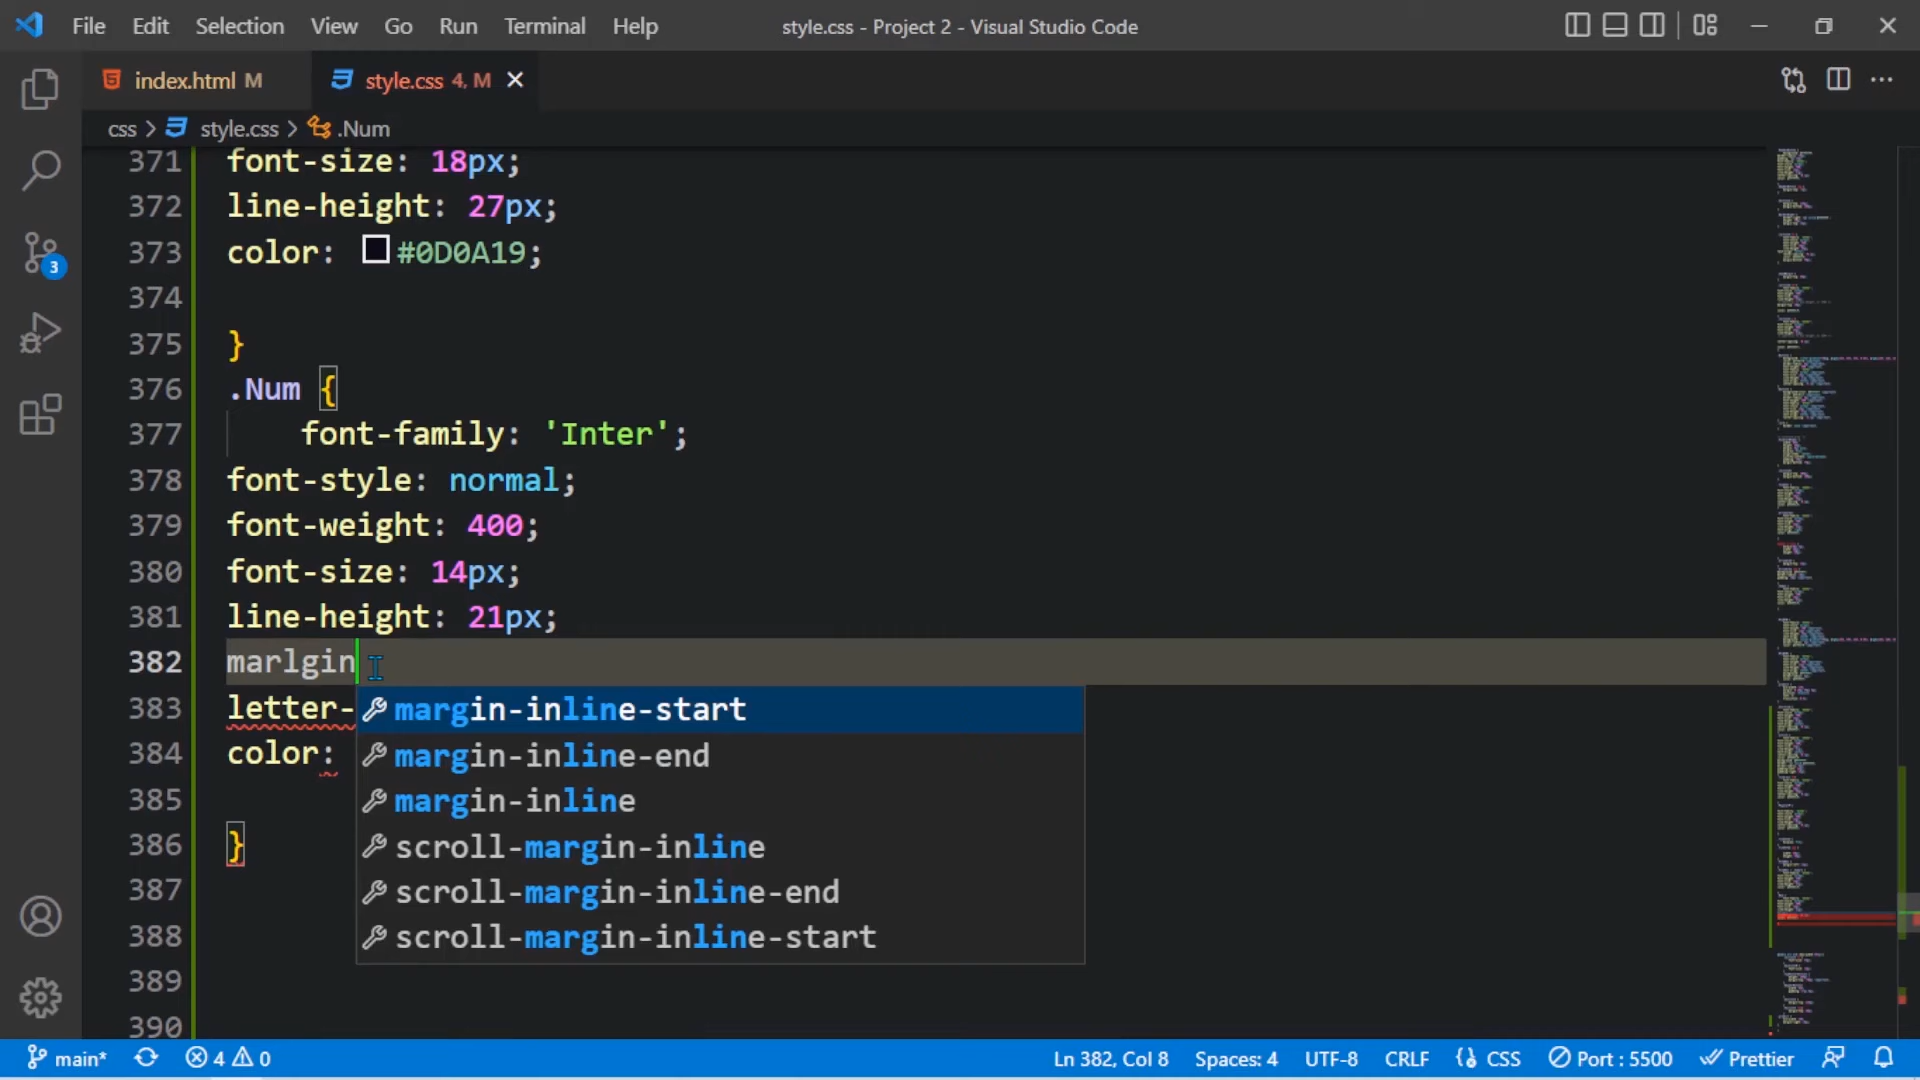 File Edit Selection View Go Run Terminal Help style.css - Project 2 - Visual Studio Code
index.html M style.css 4, M
css > style.css > .Num
371 font-size: 18px;
372 line-height: 27px;
373 color: #0D0A19;
374
375 }
376 .Num {
377 font-family: 'Inter';
378 font-style: normal;
379 font-weight: 400;
380 font-size: 14px;
381 line-height: 21px;
382 marlgin
383 letter-
margin-inline-start
384 color:
margin-inline-end
385
margin-inline
386 }
scroll-margin-inline
387
scroll-margin-inline-end
388
scroll-margin-inline-start
389
390
3
main* 4 0 Ln 382, Col 8 Spaces: 4 UTF-8 CRLF CSS Port : 5500 Prettier